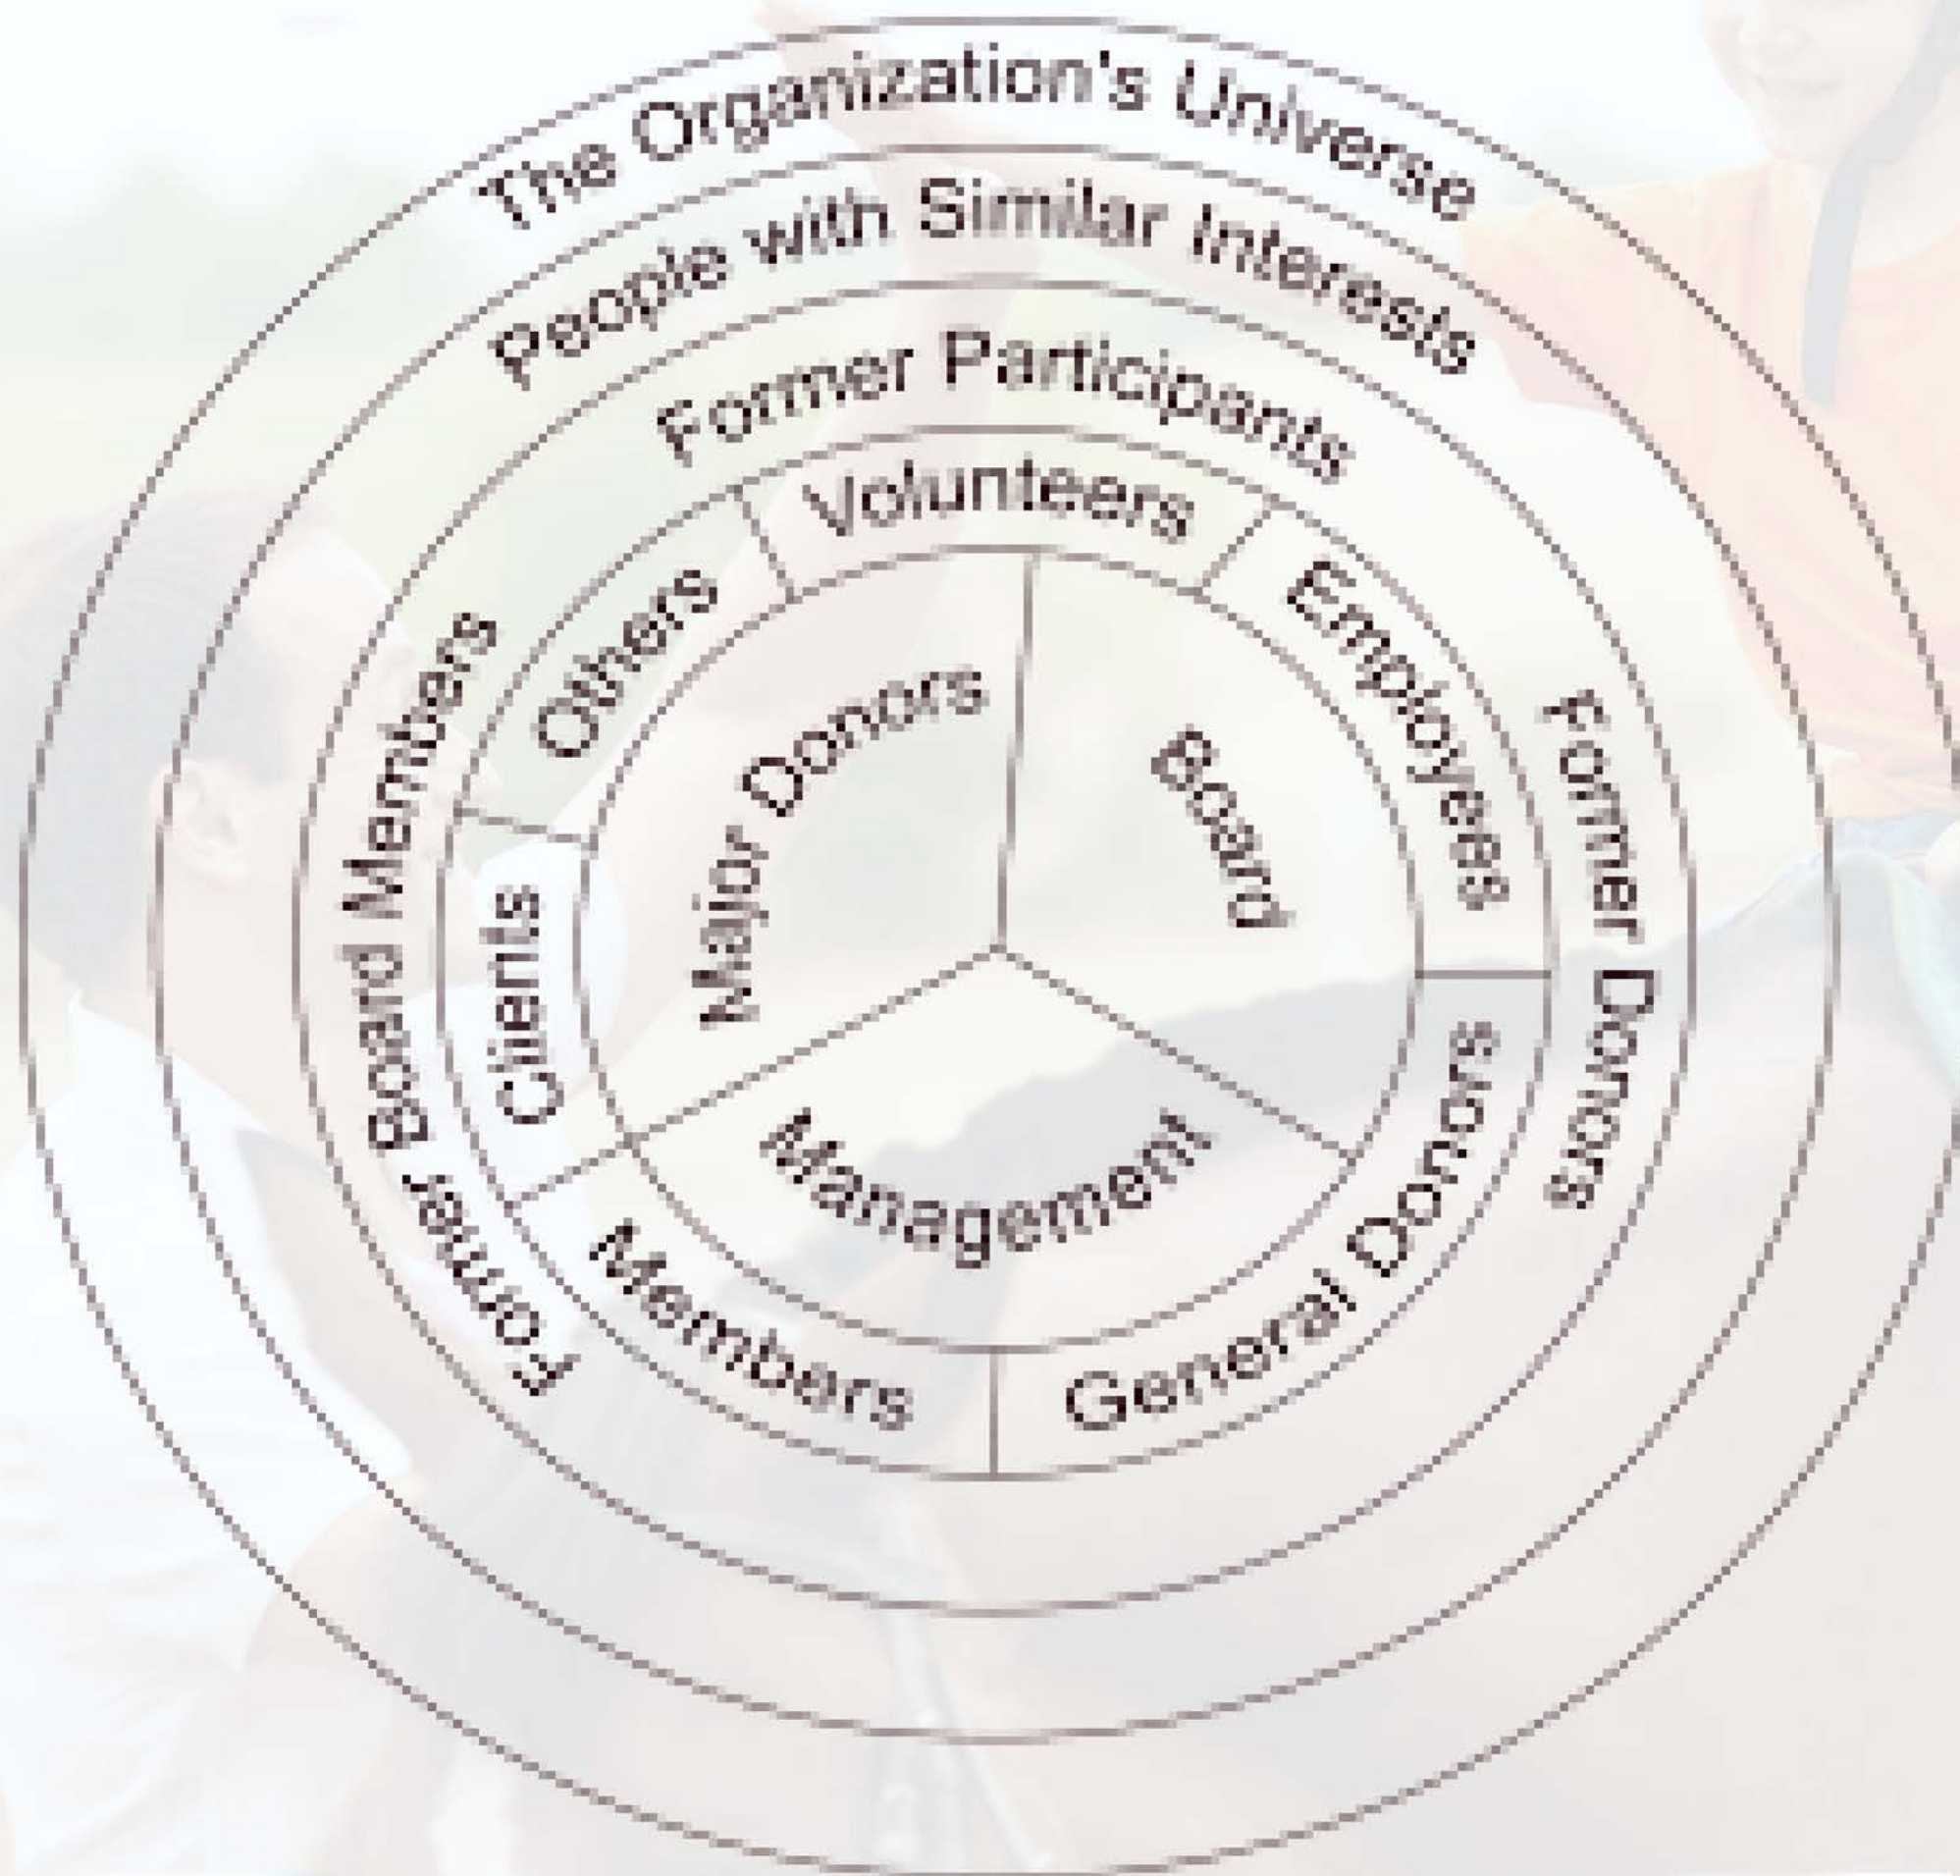 The Organization's Universe
People with Similar Interests
Former Participants
Former Board Members
Former Donors
Volunteers
Others
Employees
Clients
Members
General Donors
Major Donors
Board
Management